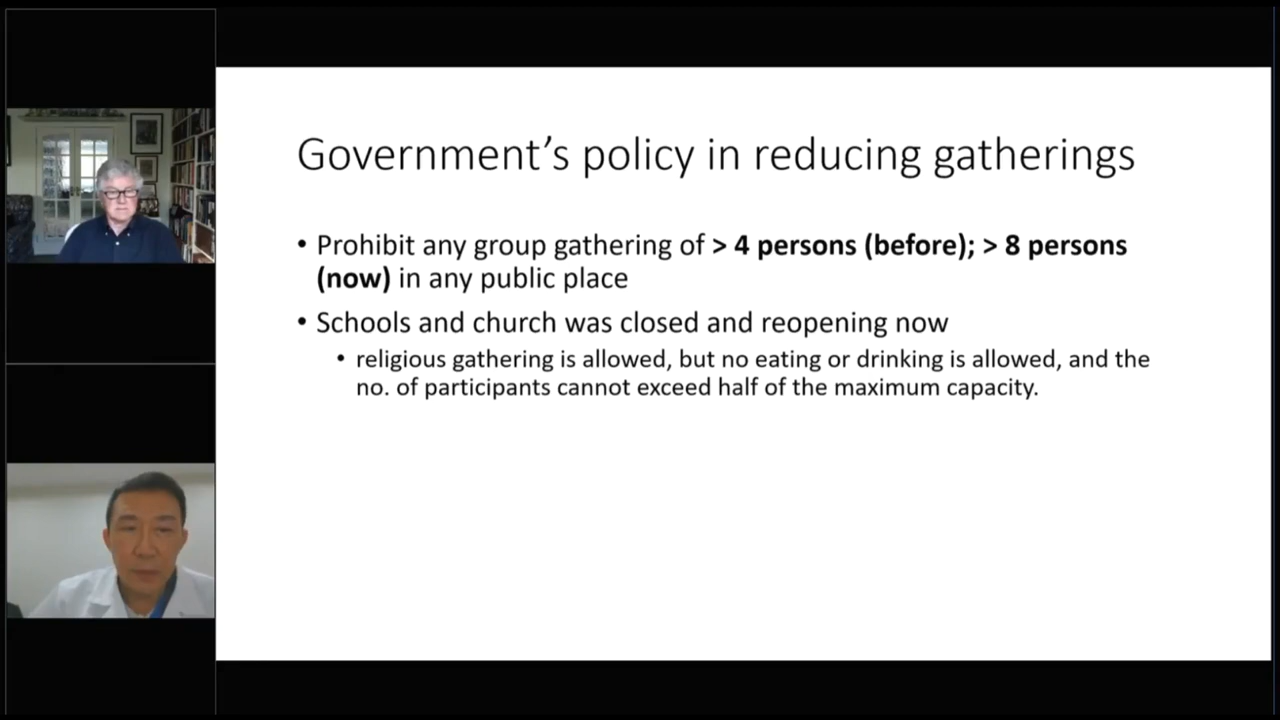 Government’s policy in reducing gatherings
• Prohibit any group gathering of > 4 persons (before); > 8 persons
(now) in any public place
• Schools and church was closed and reopening now
• religious gathering is allowed, but no eating or drinking is allowed, and the
no. of participants cannot exceed half of the maximum capacity.